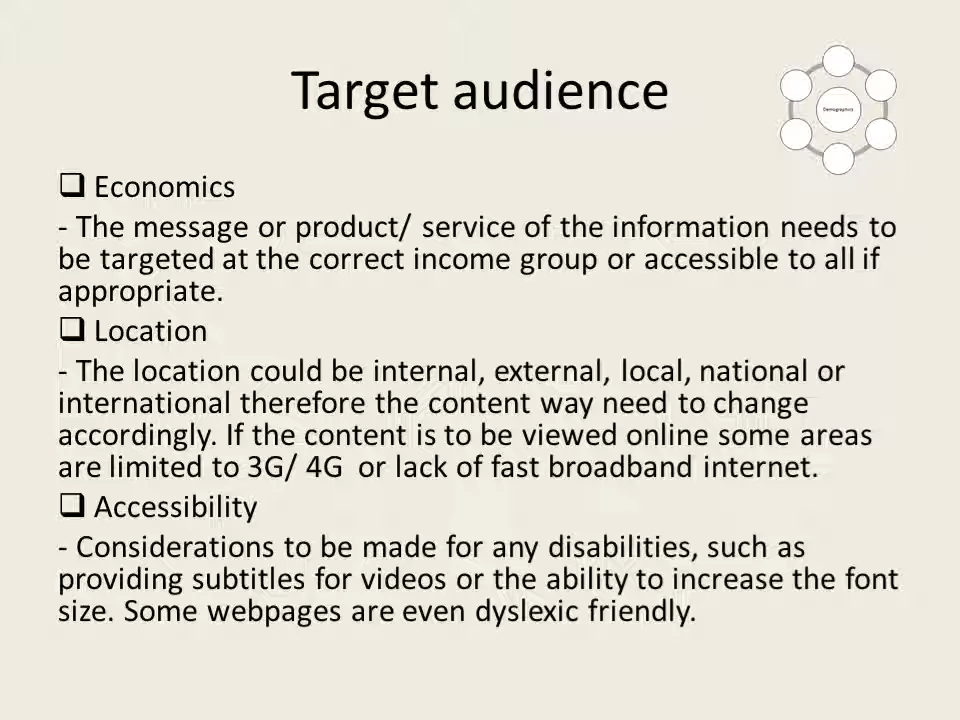 Target audience
Demographics
❑ Economics
- The message or product/ service of the information needs to
be targeted at the correct income group or accessible to all if
appropriate.
❑ Location
- The location could be internal, external, local, national or
international therefore the content way need to change
accordingly. If the content is to be viewed online some areas
are limited to 3G/ 4G  or lack of fast broadband internet.
❑ Accessibility
- Considerations to be made for any disabilities, such as
providing subtitles for videos or the ability to increase the font
size. Some webpages are even dyslexic friendly.